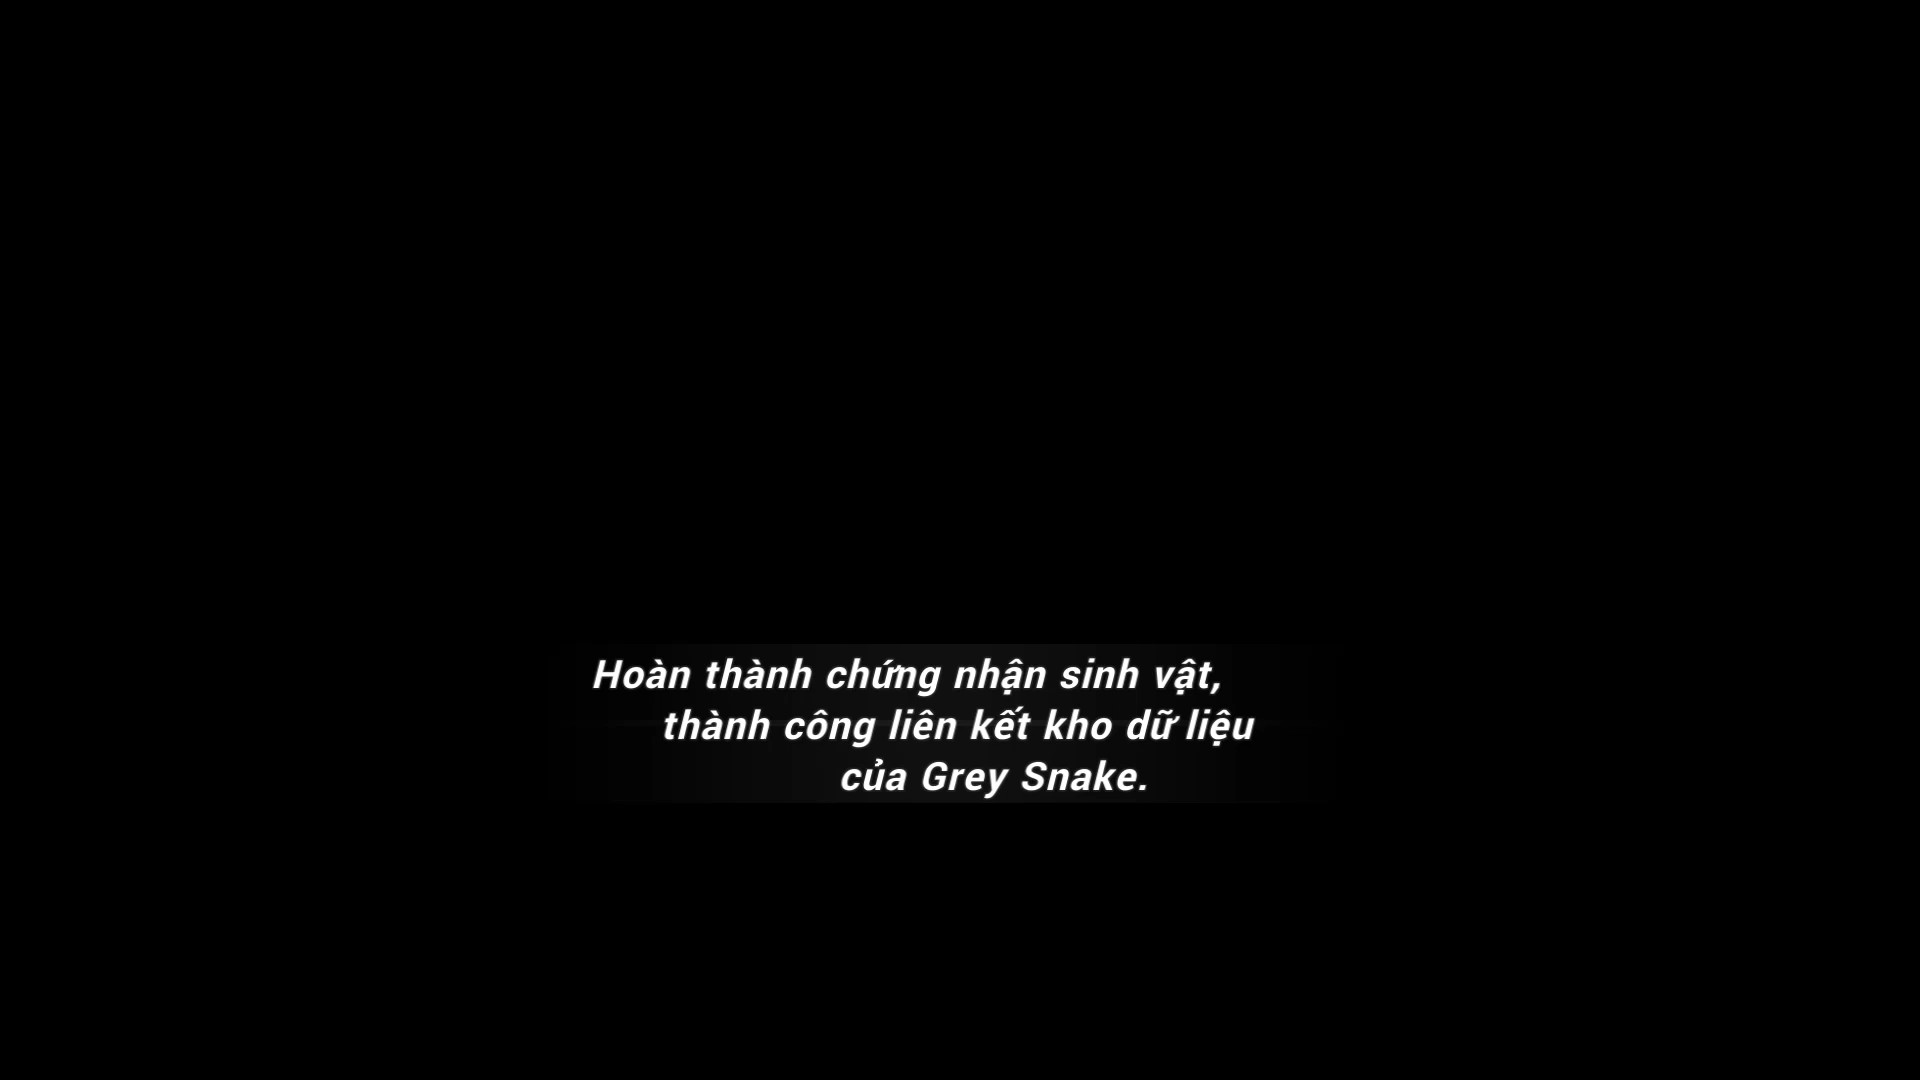 Hoàn thành chứng nhận sinh vật,
thành công liên kết kho dữ liệu
của Grey Snake.